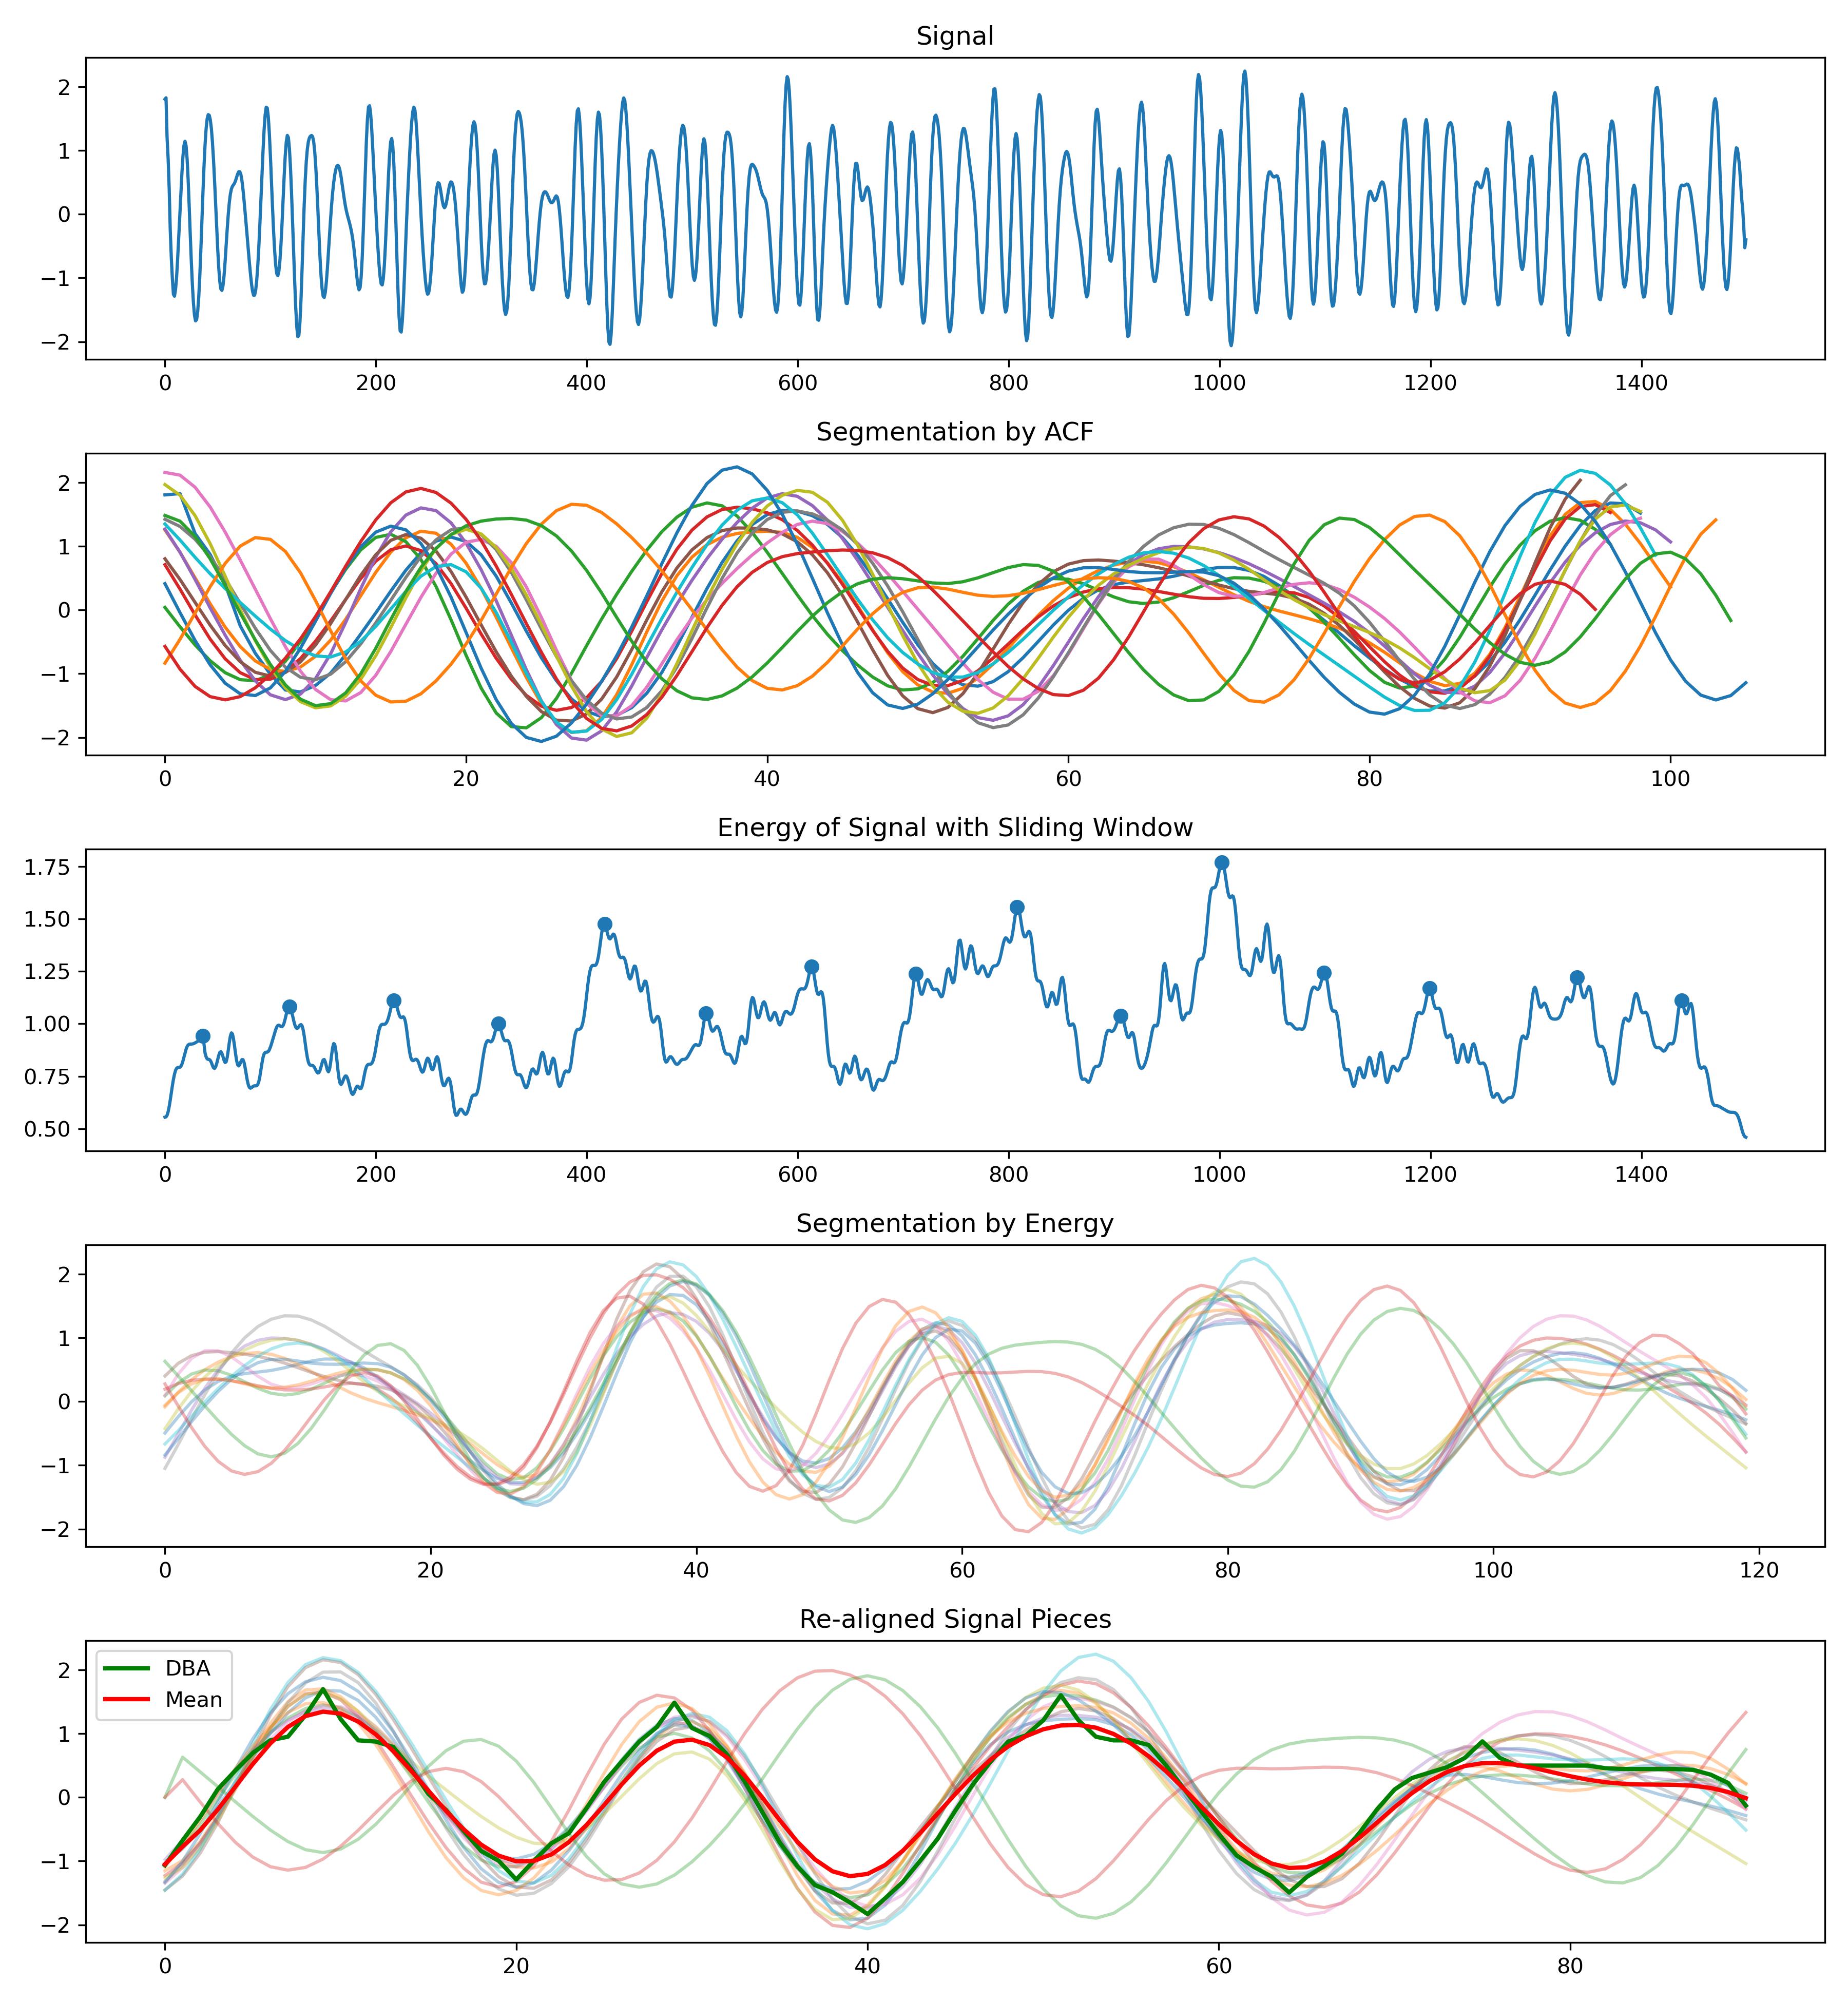 Signal
2
1
0
−1
−2
0 200 400 600 800 1000 1200 1400
Segmentation by ACF
2
1
0
−1
−2
0 20 40 60 80 100
Energy of Signal with Sliding Window
1.75
1.50
1.25
1.00
0.75
0.50
0 200 400 600 800 1000 1200 1400
Segmentation by Energy
2
1
0
−1
−2
0 20 40 60 80 100 120
Re-aligned Signal Pieces
DBA
Mean
2
1
0
−1
−2
0 20 40 60 80